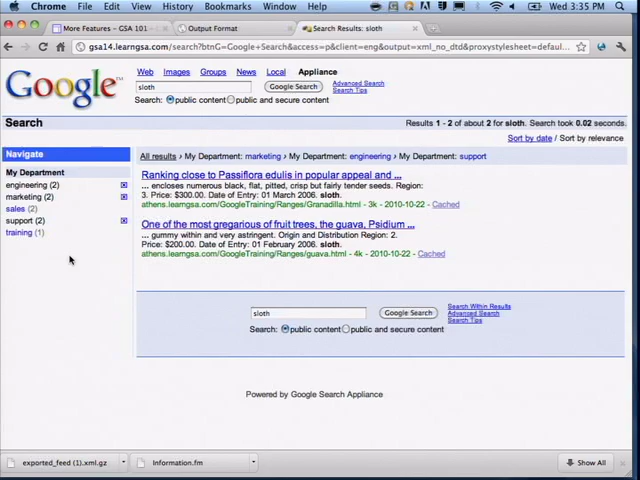 Chrome File Edit View History Bookmarks Window Help Wed 3:35 PM
More Features – GSA 101 – Output Format Search Results: sloth
gsa14.learngsa.com/search?btnG=Google+Search&access=p&client=eng&output=xml_no_dtd&proxystylesheet=defaul...
Google™
Web Images Groups News Local Appliance
sloth Google Search Advanced Search
Search Tips
Search: public content public and secure content
Search Results 1 - 2 of about 2 for sloth. Search took 0.02 seconds.
Sort by date / Sort by relevance
Navigate
My Department
engineering (2)
marketing (2)
sales (2)
support (2)
training (1)
All results › My Department: marketing › My Department: engineering › My Department: support
Ranking close to Passiflora edulis in popular appeal and ...
... encloses numerous black, flat, pitted, crisp but fairly tender seeds. Region:
3. Price: $300.00. Date of Entry: 01 March 2006. sloth.
athens.learngsa.com/GoogleTraining/Ranges/Granadilla.html - 3k - 2010-10-22 - Cached
One of the most gregarious of fruit trees, the guava, Psidium ...
... gummy within and very astringent. Origin and Distribution Region: 2.
Price: $200.00. Date of Entry: 01 February 2006. sloth.
athens.learngsa.com/GoogleTraining/Ranges/guava.html - 4k - 2010-10-22 - Cached
sloth Google Search Search Within Results
Advanced Search
Search Tips
Search: public content public and secure content
Powered by Google Search Appliance
exported_feed (1).xml.gz Information.fm Show All